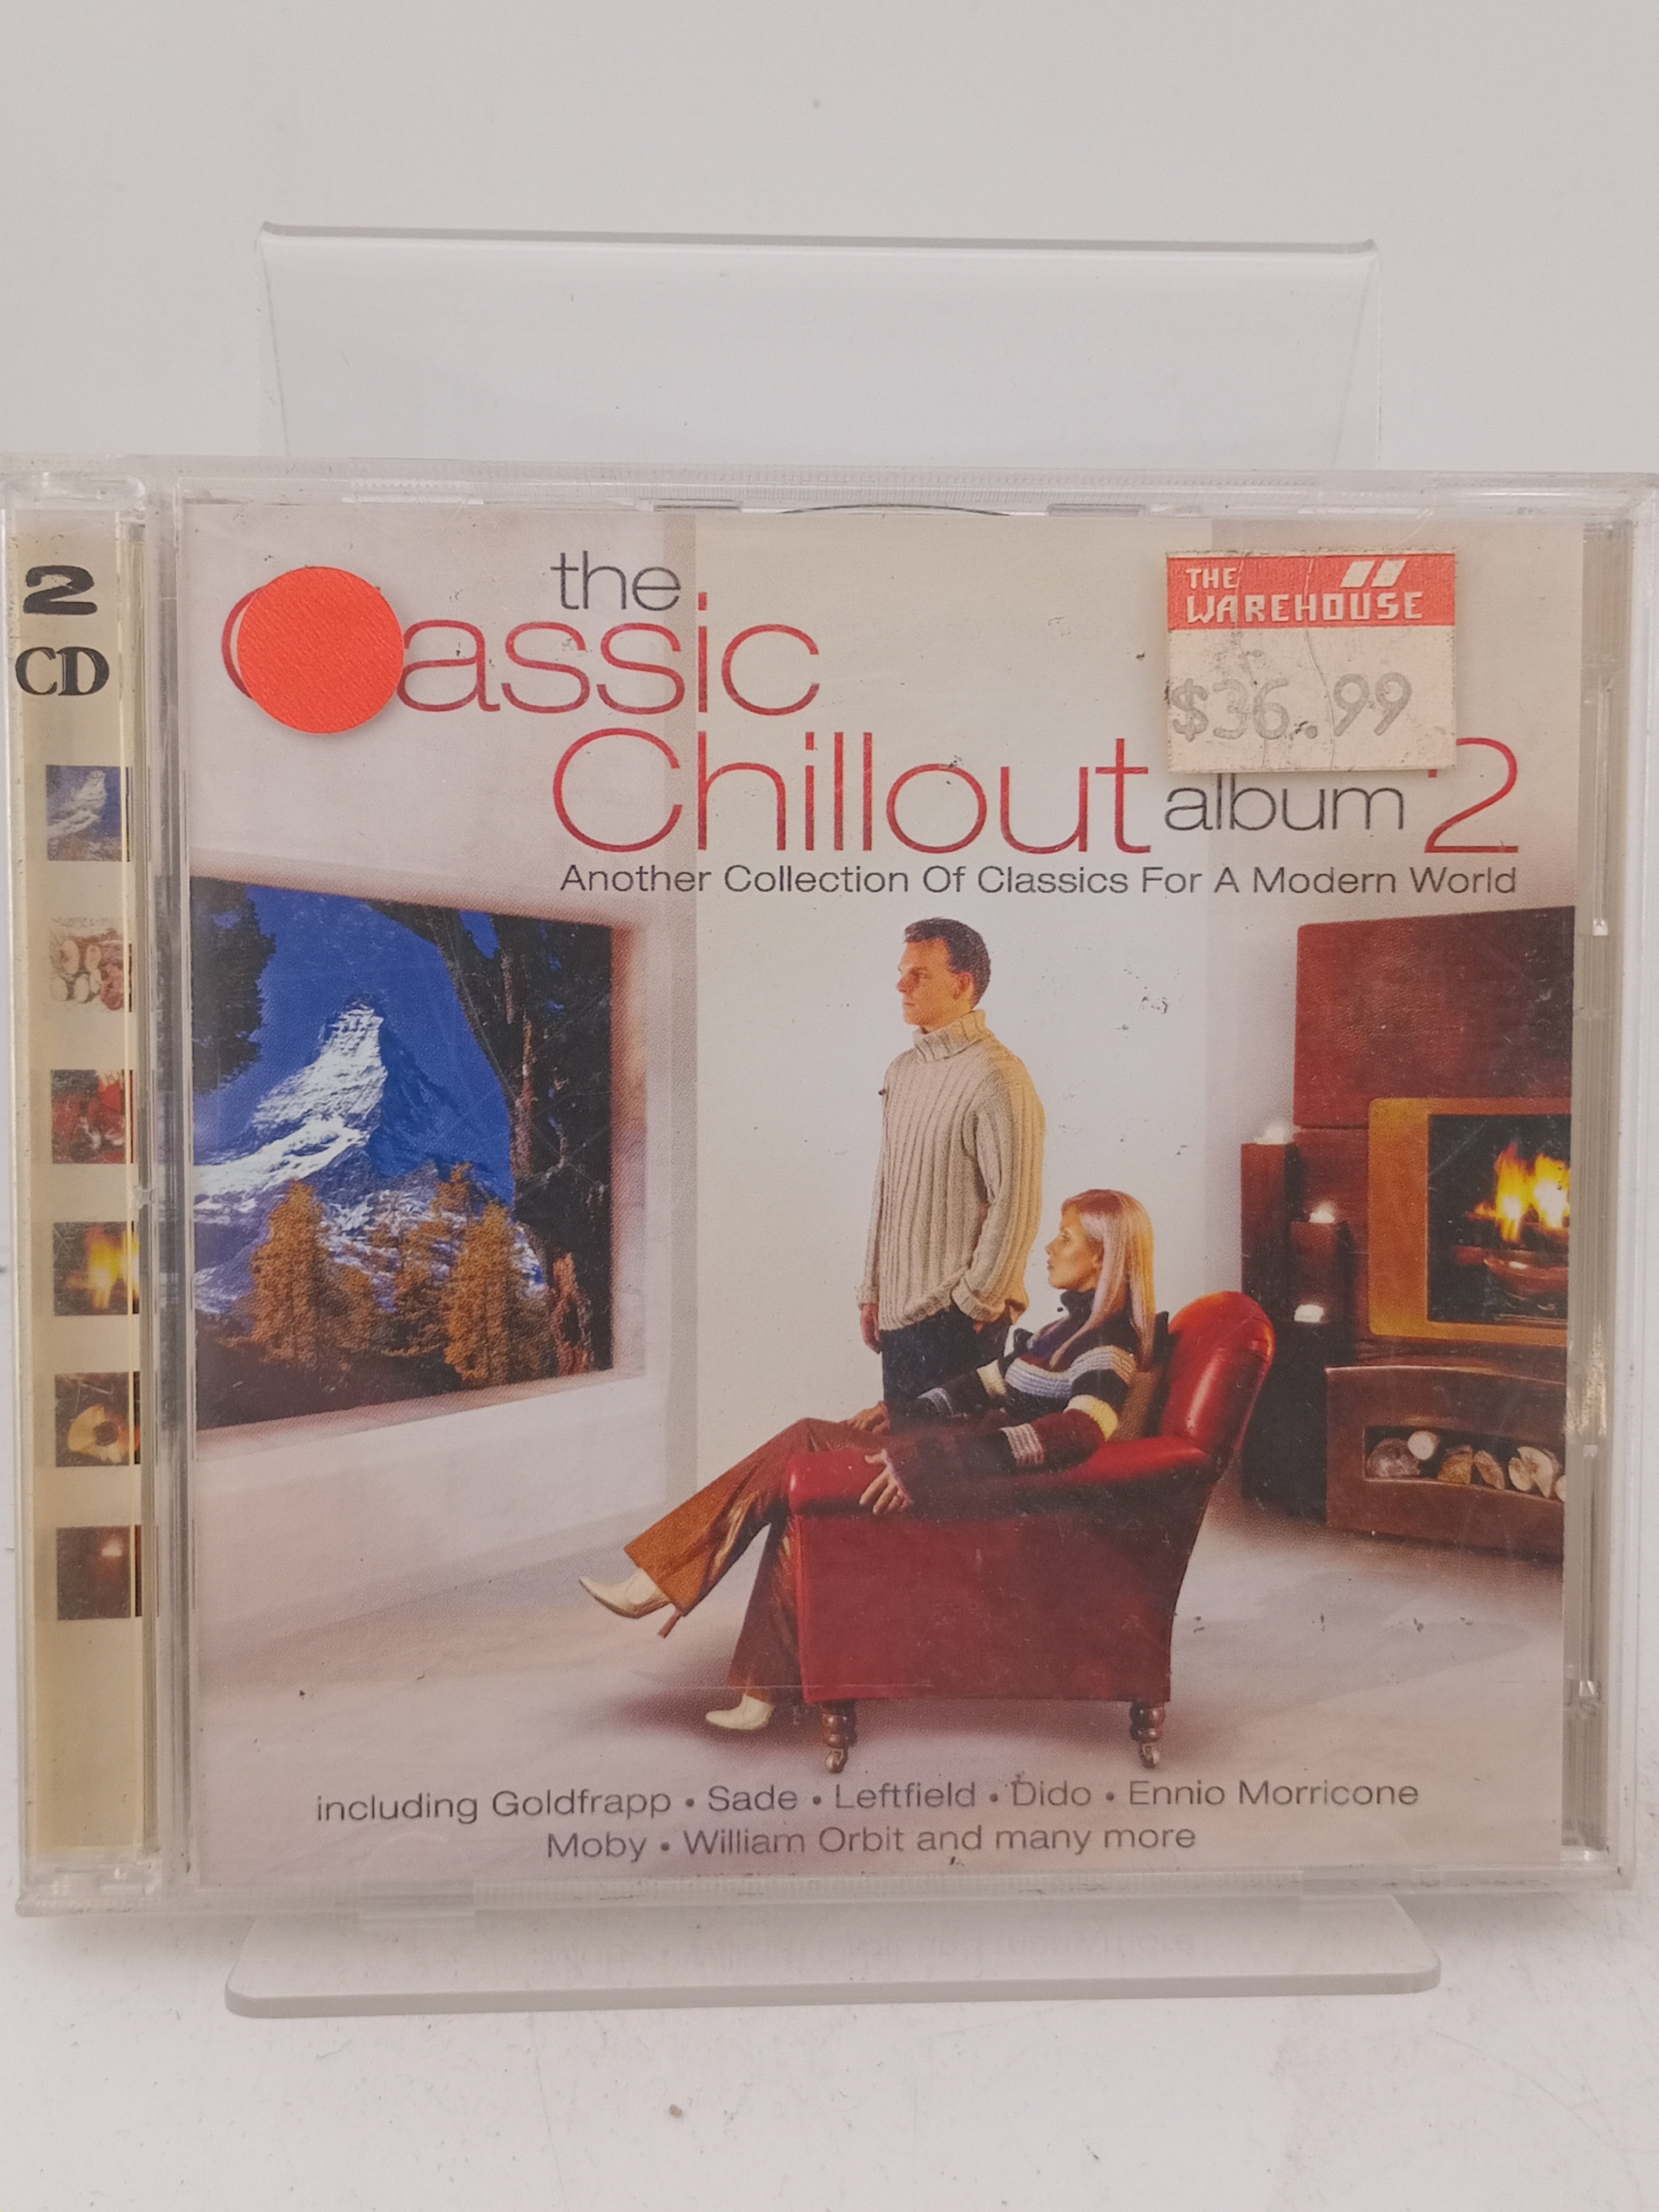 2
CD
the
Classic
Chillout album 2
Another Collection Of Classics For A Modern World
THE
WAREHOUSE
$36.99
including Goldfrapp • Sade • Leftfield • Dido • Ennio Morricone
Moby • William Orbit and many more